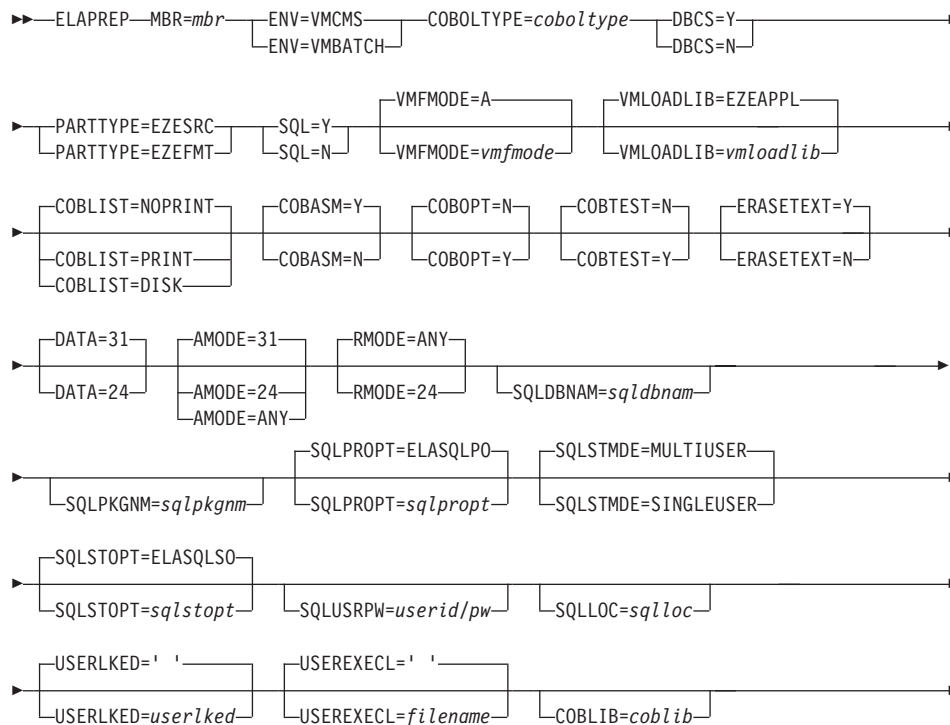 ELAPREP MBR=mbr ENV=VMCMS COBOLTYPE=coboltype DBCS=Y
ENV=VMBATCH DBCS=N
VMFMODE=A VMLOADLIB=EZEAPPL
PARTTYPE=EZESRC SQL=Y
PARTTYPE=EZEFMT SQL=N VMFMODE=vmfmode VMLOADLIB=vmloadlib
COBLIST=NOPRINT COBASM=Y COBOPT=N COBTEST=N ERASETEXT=Y
COBLIST=PRINT COBASM=N COBOPT=Y COBTEST=Y ERASETEXT=N
COBLIST=DISK
DATA=31 AMODE=31 RMODE=ANY
DATA=24 AMODE=24 RMODE=24 SQLDBNAM=sqldbnam
AMODE=ANY
SQLPROPT=ELASQLPO SQLSTMDE=MULTIUSER
SQLPKGNM=sqlpkgnm SQLPROPT=sqlpropt SQLSTMDE=SINGLEUSER
SQLSTOPT=ELASQLSO
SQLSTOPT=sqlstopt SQLUSRPW=userid/pw SQLLOC=sqlloc
USERLKED=' ' USEREXECL=' '
USERLKED=userlked USEREXECL=filename COBLIB=coblib